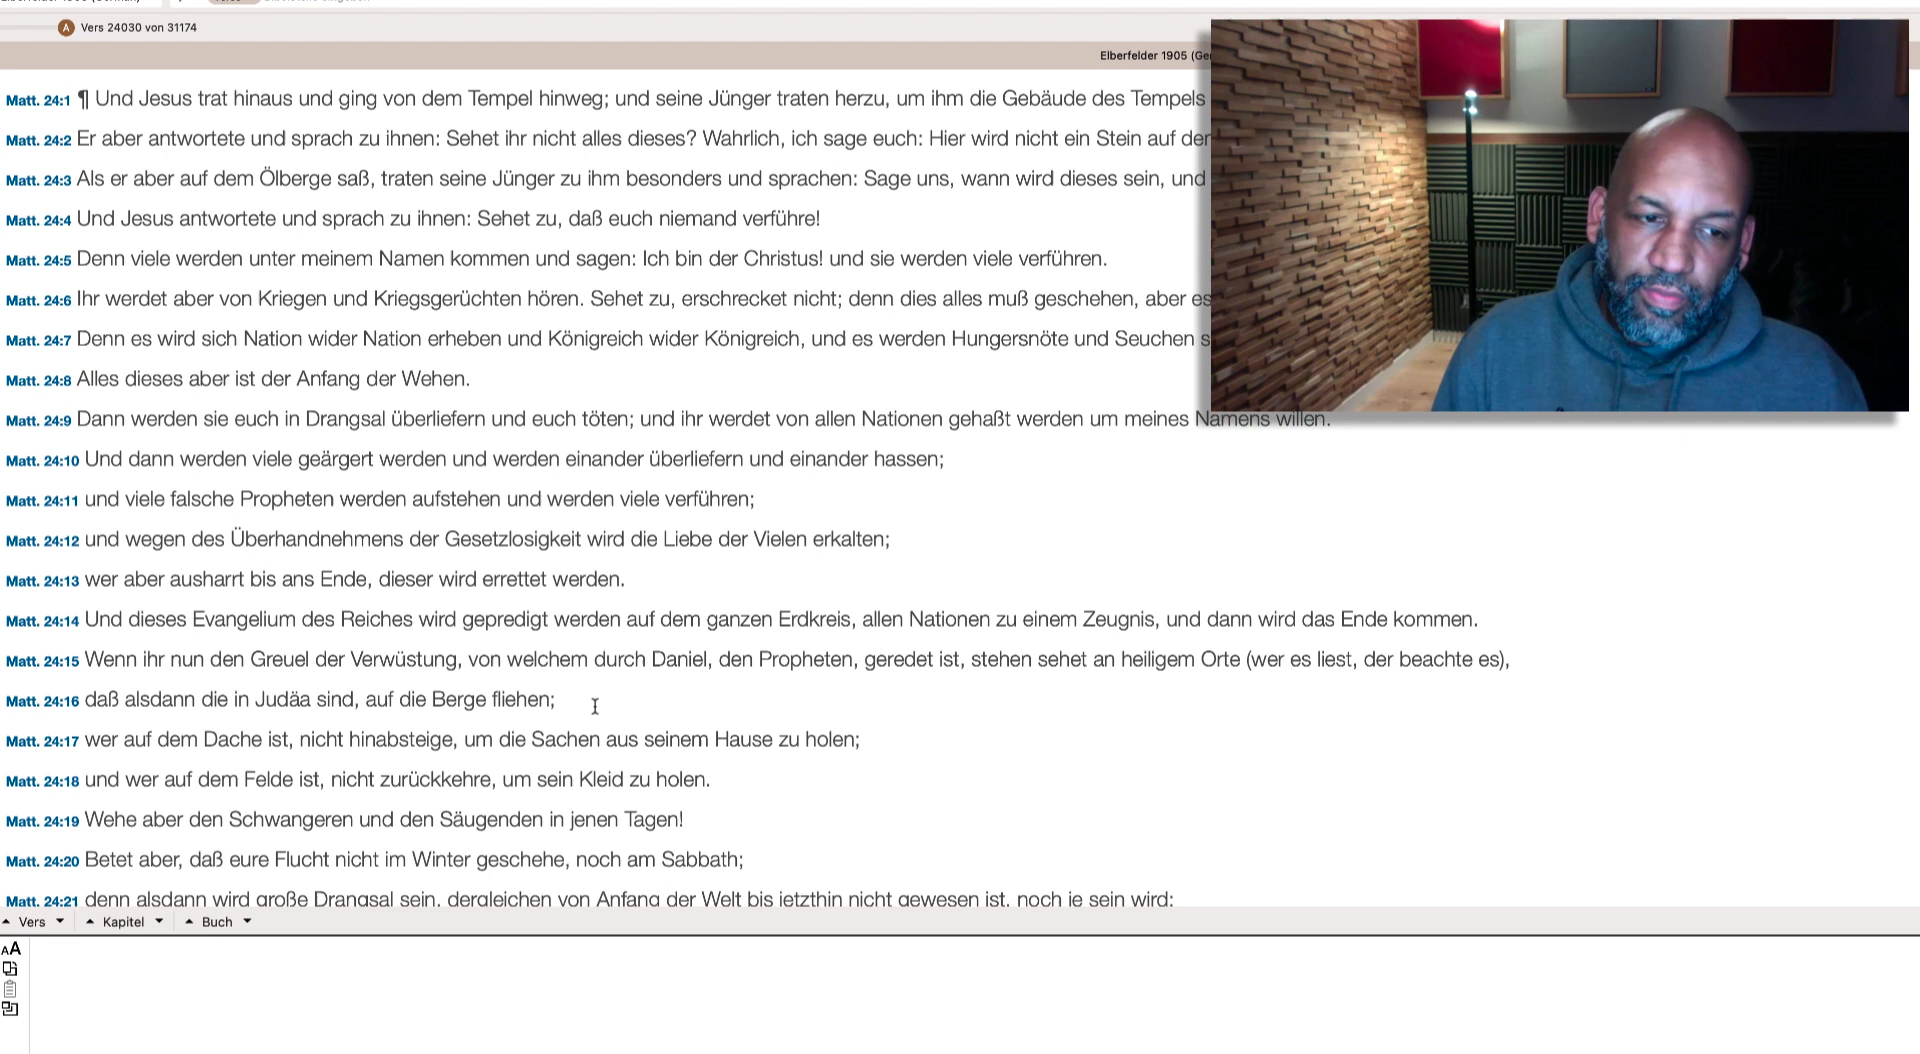 A Vers 24030 von 31174
Elberfelder 1905 (Ge
Matt. 24:1 ¶ Und Jesus trat hinaus und ging von dem Tempel hinweg; und seine Jünger traten herzu, um ihm die Gebäude des Tempels
Matt. 24:2 Er aber antwortete und sprach zu ihnen: Sehet ihr nicht alles dieses? Wahrlich, ich sage euch: Hier wird nicht ein Stein auf der
Matt. 24:3 Als er aber auf dem Ölberge saß, traten seine Jünger zu ihm besonders und sprachen: Sage uns, wann wird dieses sein, und
Matt. 24:4 Und Jesus antwortete und sprach zu ihnen: Sehet zu, daß euch niemand verführe!
Matt. 24:5 Denn viele werden unter meinem Namen kommen und sagen: Ich bin der Christus! und sie werden viele verführen.
Matt. 24:6 Ihr werdet aber von Kriegen und Kriegsgerüchten hören. Sehet zu, erschrecket nicht; denn dies alles muß geschehen, aber es
Matt. 24:7 Denn es wird sich Nation wider Nation erheben und Königreich wider Königreich, und es werden Hungersnöte und Seuchen s
Matt. 24:8 Alles dieses aber ist der Anfang der Wehen.
Matt. 24:9 Dann werden sie euch in Drangsal überliefern und euch töten; und ihr werdet von allen Nationen gehaßt werden um meines Namens willen.
Matt. 24:10 Und dann werden viele geärgert werden und werden einander überliefern und einander hassen;
Matt. 24:11 und viele falsche Propheten werden aufstehen und werden viele verführen;
Matt. 24:12 und wegen des Überhandnehmens der Gesetzlosigkeit wird die Liebe der Vielen erkalten;
Matt. 24:13 wer aber ausharrt bis ans Ende, dieser wird errettet werden.
Matt. 24:14 Und dieses Evangelium des Reiches wird gepredigt werden auf dem ganzen Erdkreis, allen Nationen zu einem Zeugnis, und dann wird das Ende kommen.
Matt. 24:15 Wenn ihr nun den Greuel der Verwüstung, von welchem durch Daniel, den Propheten, geredet ist, stehen sehet an heiligem Orte (wer es liest, der beachte es),
Matt. 24:16 daß alsdann die in Judäa sind, auf die Berge fliehen;
Matt. 24:17 wer auf dem Dache ist, nicht hinabsteige, um die Sachen aus seinem Hause zu holen;
Matt. 24:18 und wer auf dem Felde ist, nicht zurückkehre, um sein Kleid zu holen.
Matt. 24:19 Wehe aber den Schwangeren und den Säugenden in jenen Tagen!
Matt. 24:20 Betet aber, daß eure Flucht nicht im Winter geschehe, noch am Sabbath;
Matt. 24:21 denn alsdann wird große Drangsal sein, dergleichen von Anfang der Welt bis jetzthin nicht gewesen ist, noch je sein wird;
Vers Kapitel Buch
AA